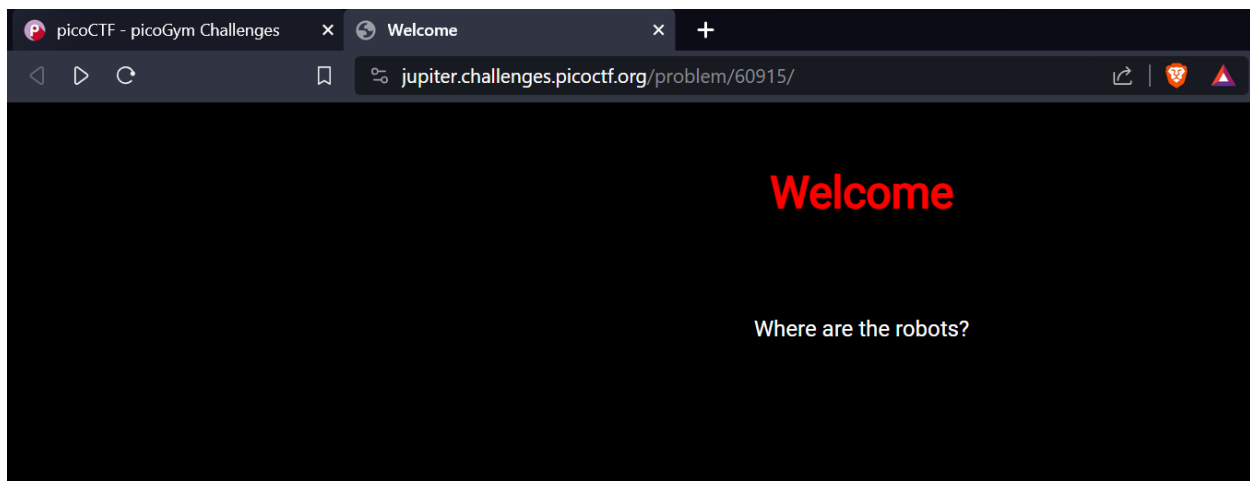 picoCTF - picoGym Challenges
Welcome
jupiter.challenges.picoctf.org/problem/60915/
Welcome
Where are the robots?